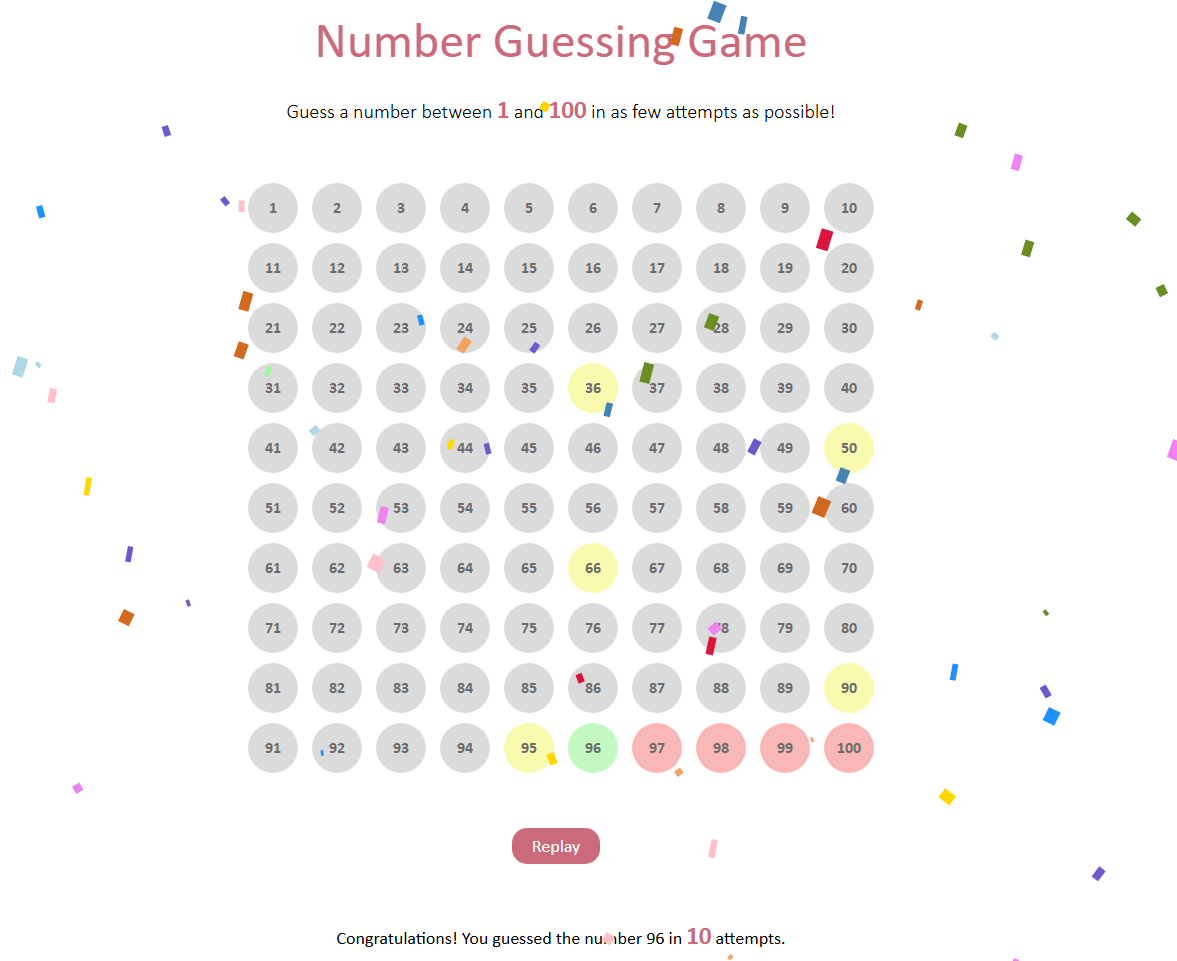 Number Guessing Game
Guess a number between 1 and 100 in as few attempts as possible!
1 2 3 4 5 6 7 8 9 10
11 12 13 14 15 16 17 18 19 20
21 22 23 24 25 26 27 28 29 30
31 32 33 34 35 36 37 38 39 40
41 42 43 44 45 46 47 48 49 50
51 52 53 54 55 56 57 58 59 60
61 62 63 64 65 66 67 68 69 70
71 72 73 74 75 76 77 78 79 80
81 82 83 84 85 86 87 88 89 90
91 92 93 94 95 96 97 98 99 100
Replay
Congratulations! You guessed the number 96 in 10 attempts.